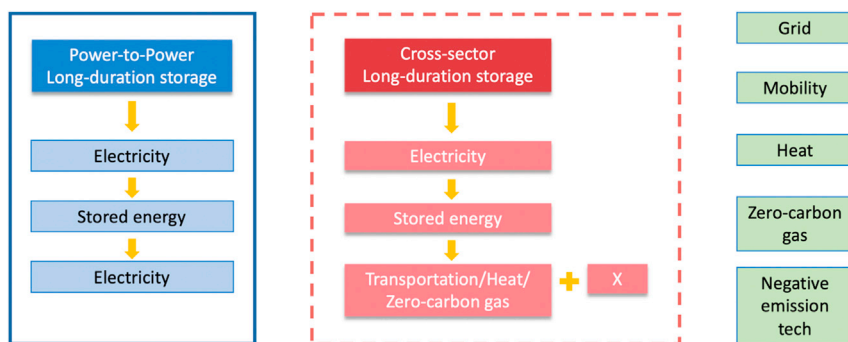 Power-to-Power
Long-duration storage
Electricity
Stored energy
Electricity
Cross-sector
Long-duration storage
Electricity
Stored energy
Transportation/Heat/
Zero-carbon gas
X
Grid
Mobility
Heat
Zero-carbon
gas
Negative
emission
tech